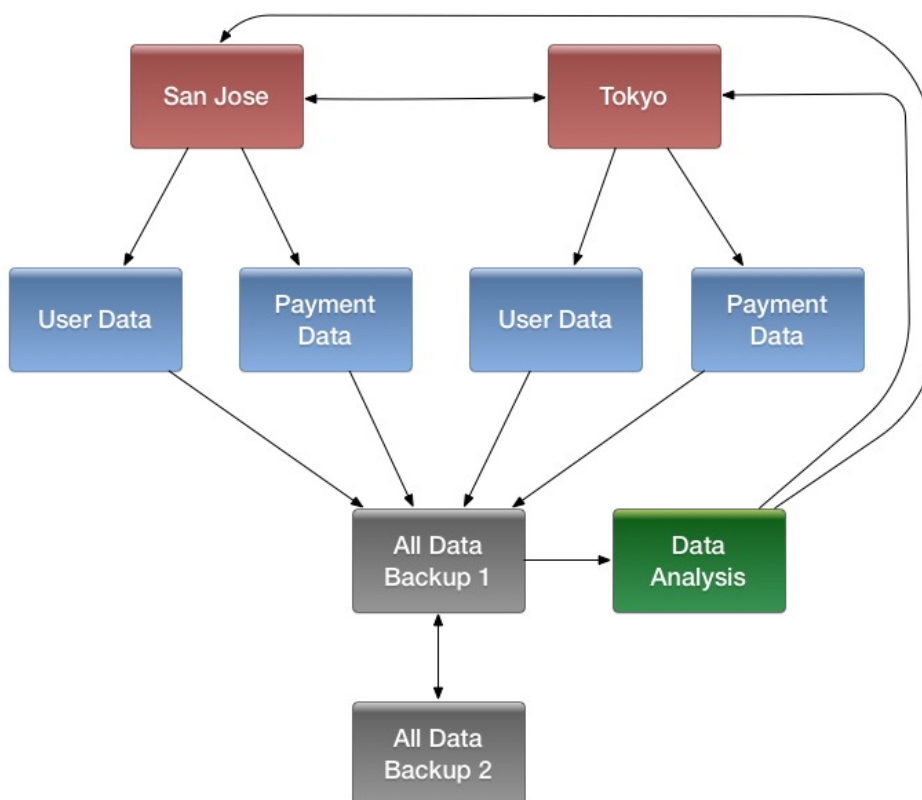 San Jose
Tokyo
User Data
Payment
Data
User Data
Payment
Data
All Data
Backup 1
Data
Analysis
All Data
Backup 2